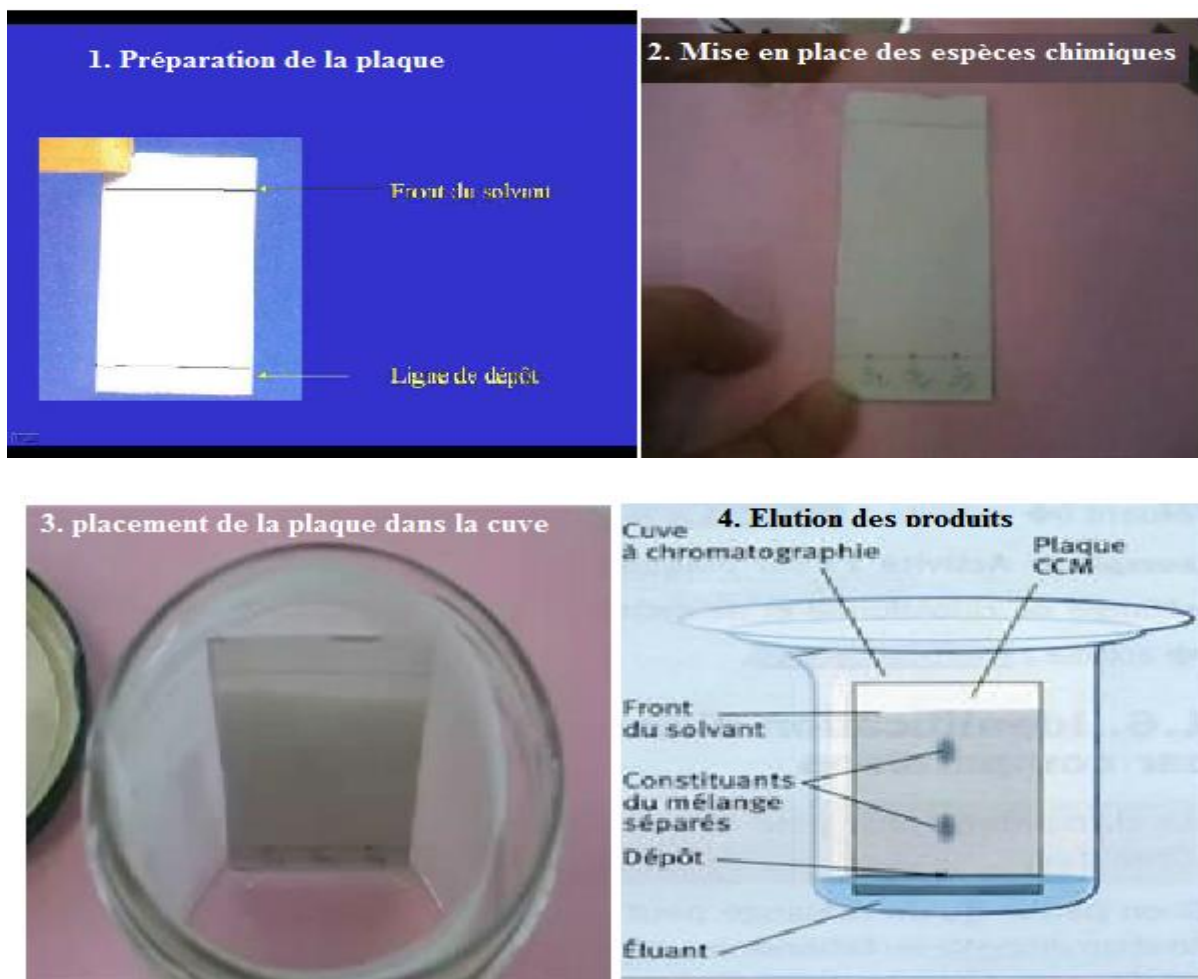 1. Préparation de la plaque
Front du solvant
Ligne de dépôt
2. Mise en place des espèces chimiques
3. placement de la plaque dans la cuve
4. Elution des produits
Cuve
à chromatographie
Plaque
CCM
Front
du solvant
Constituants
du mélange
séparés
Dépôt
Éluant